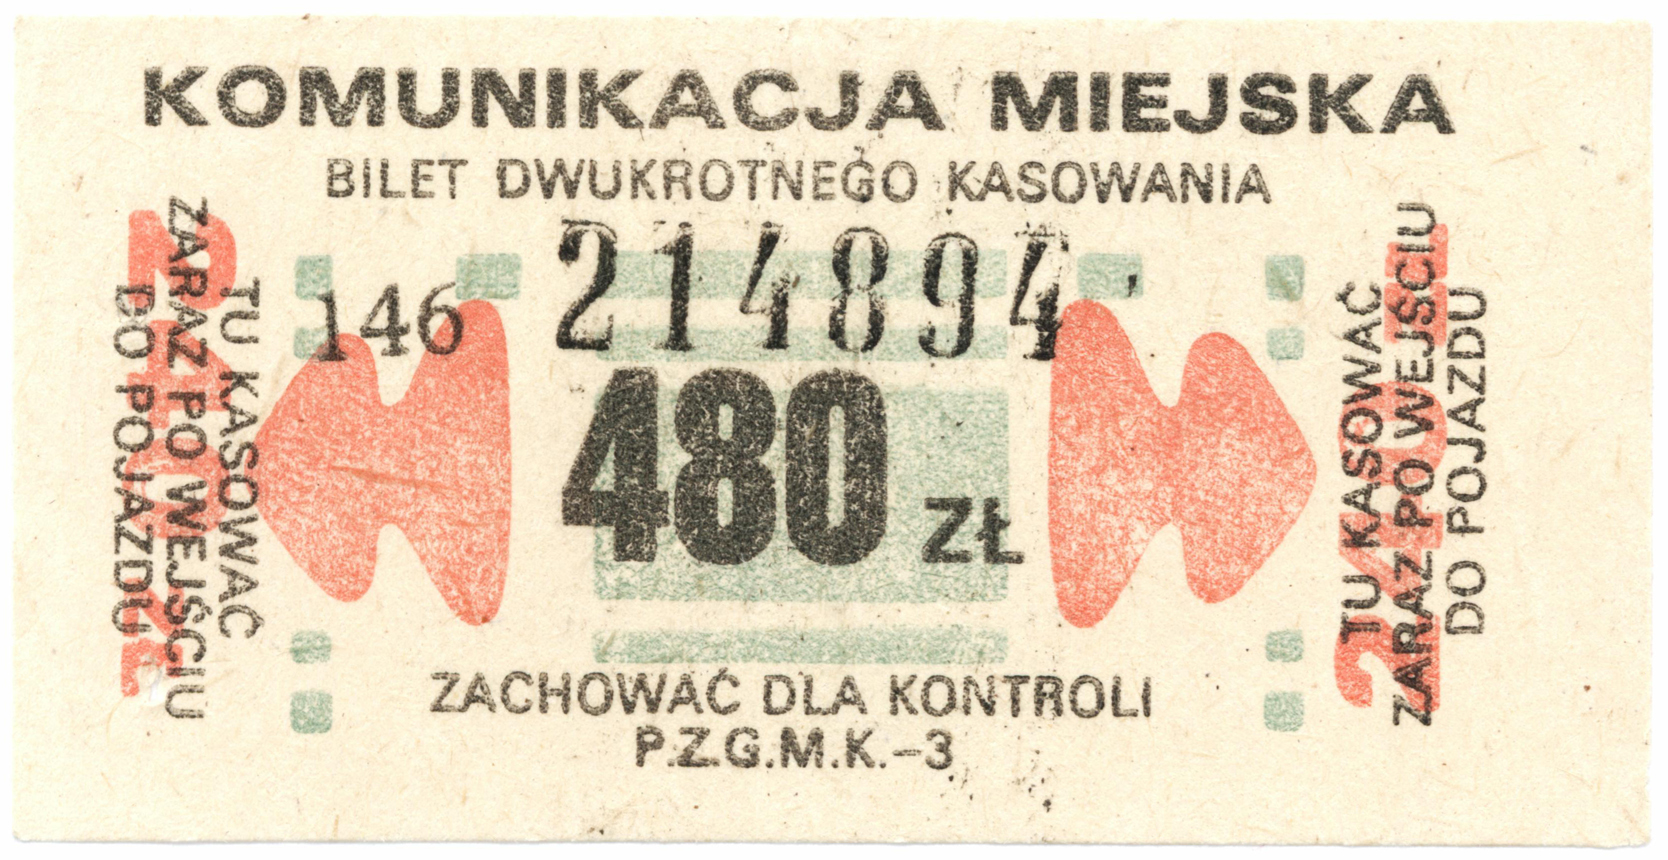 KOMUNIKACJA MIEJSKA
BILET DWUKROTNEGO KASOWANIA
146 214894
480 ZŁ
TU KASOWAĆ
ZARAZ PO WEJŚCIU
DO POJAZDU
240
TU KASOWAĆ
ZARAZ PO WEJŚCIU
DO POJAZDU
240
ZACHOWAĆ DLA KONTROLI
P.Z.G.M.K.-3